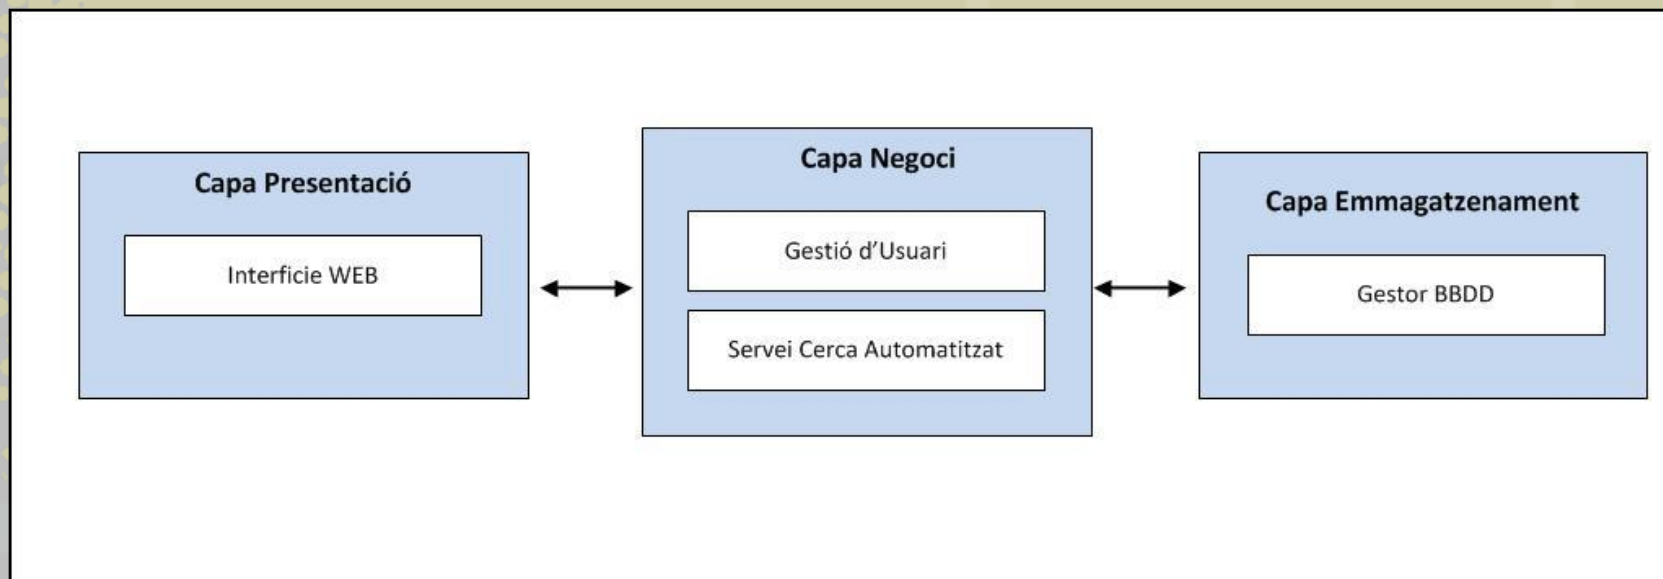 Capa Presentació
Interficie WEB
Capa Negoci
Gestió d’Usuari
Servei Cerca Automatitzat
Capa Emmagatzenament
Gestor BBDD